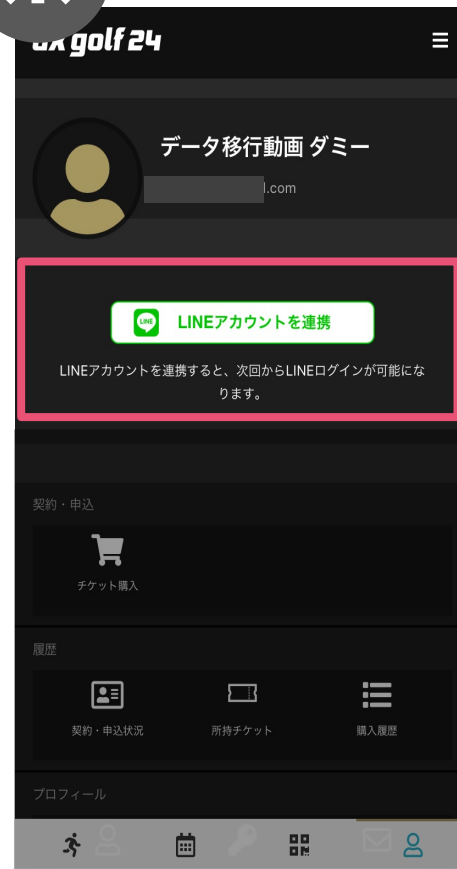 golf 24
データ移行動画 ダミー
l.com
LINE
LINEアカウントを連携
LINEアカウントを連携すると、次回からLINEログインが可能にな
ります。
契約・申込
チケット購入
履歴
契約・申込状況
所持チケット
購入履歴
プロフィール